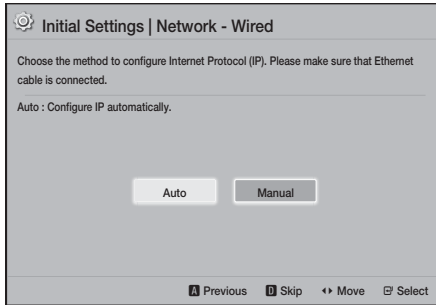 Initial Settings | Network - Wired
Choose the method to configure Internet Protocol (IP). Please make sure that Ethernet
cable is connected.
Auto : Configure IP automatically.
Auto Manual
A Previous D Skip Move Select